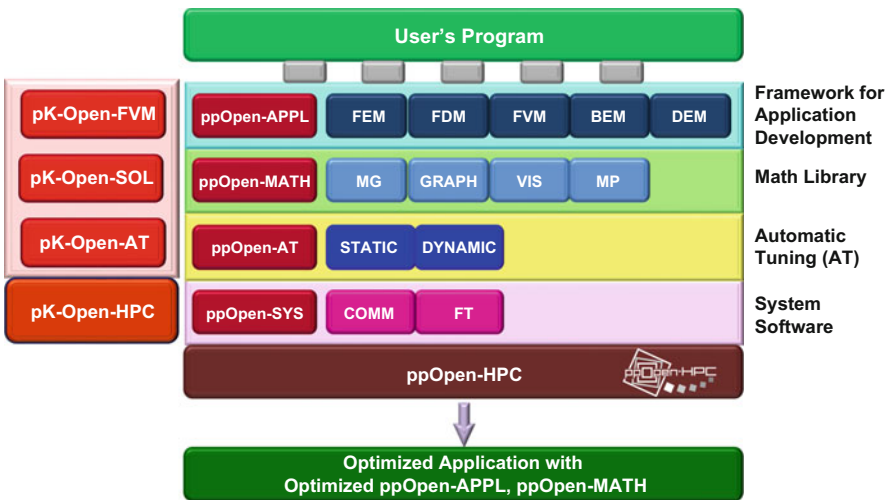 User's Program
pK-Open-FVM
ppOpen-APPL
FEM
FDM
FVM
BEM
DEM
Framework for
Application
Development
pK-Open-SOL
ppOpen-MATH
MG
GRAPH
VIS
MP
Math Library
pK-Open-AT
ppOpen-AT
STATIC
DYNAMIC
Automatic
Tuning (AT)
pK-Open-HPC
ppOpen-SYS
COMM
FT
System
Software
ppOpen-HPC
ppOpen-HPC
Optimized Application with
Optimized ppOpen-APPL, ppOpen-MATH